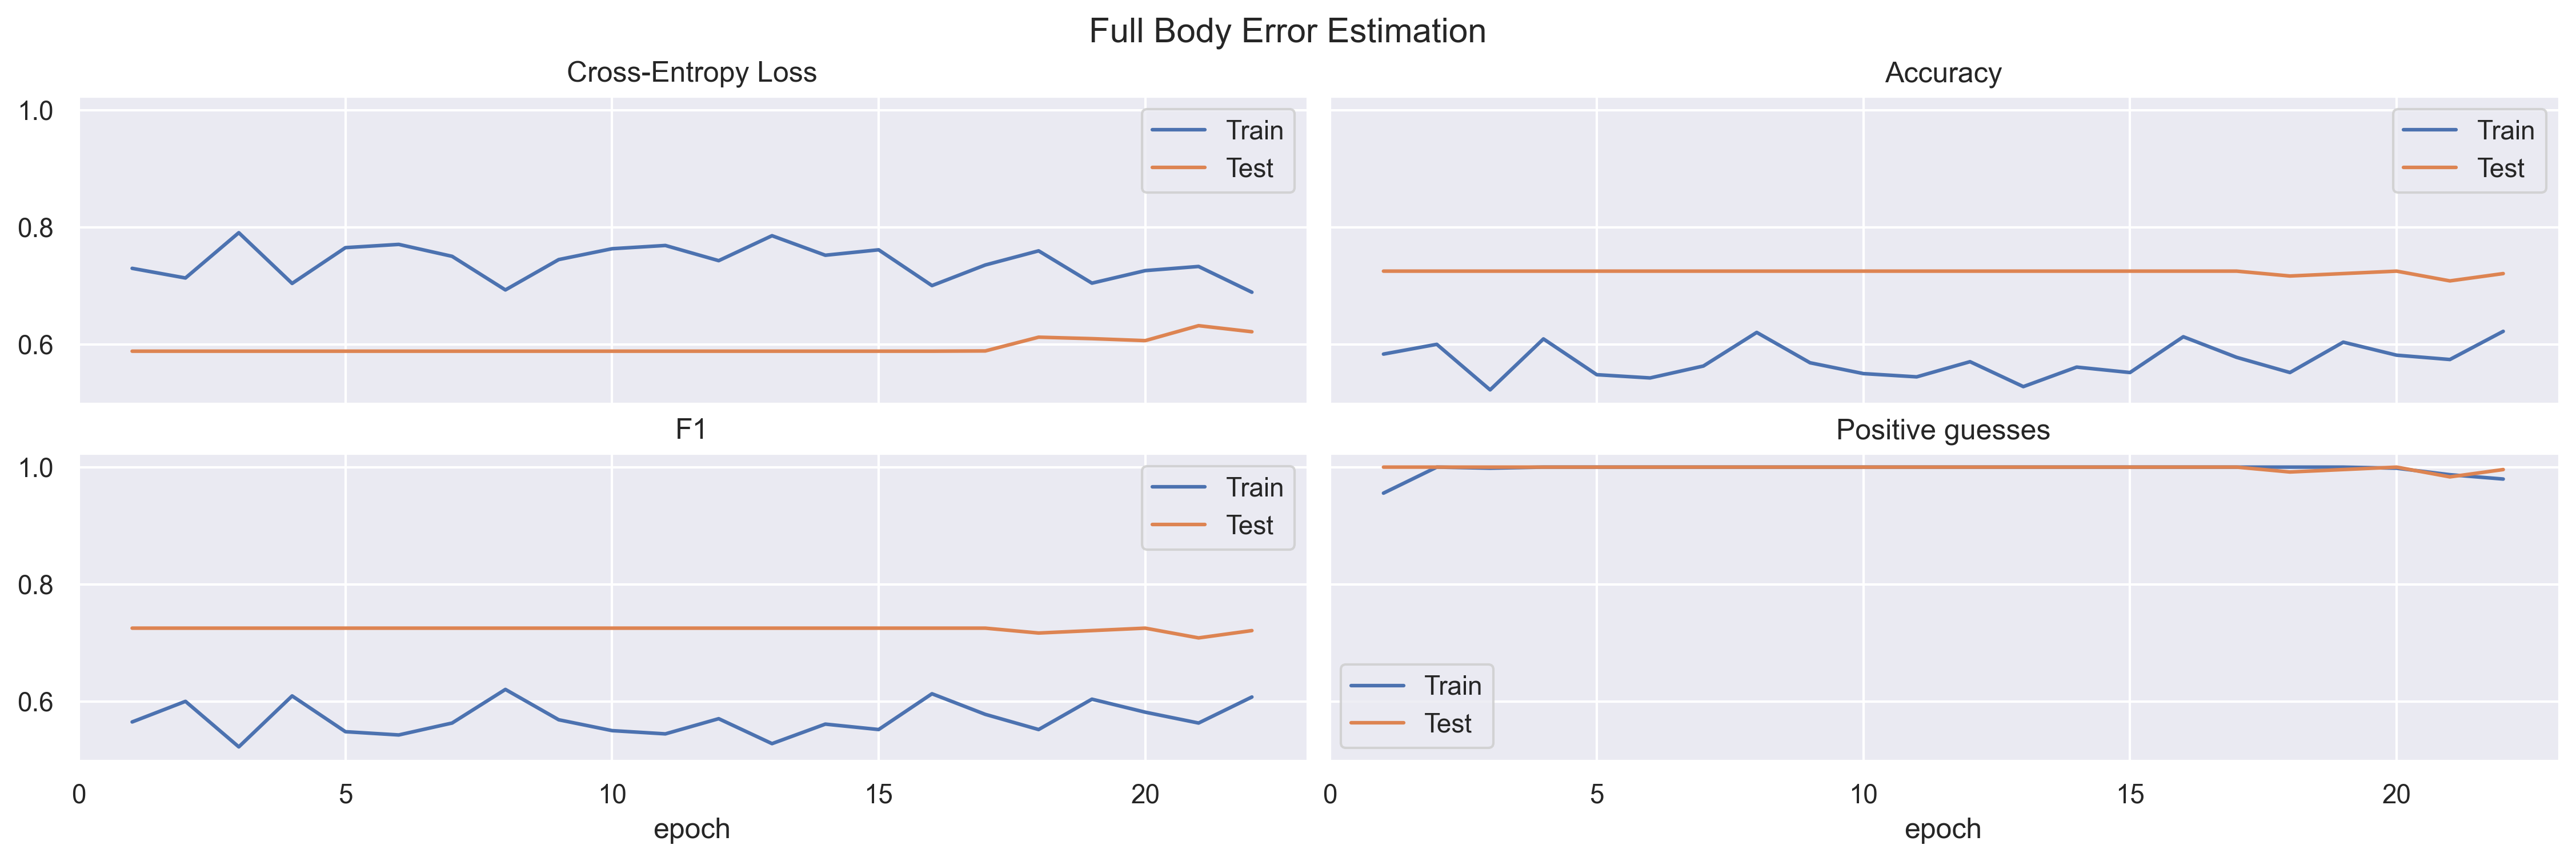 Full Body Error Estimation
Cross-Entropy Loss
1.0
0.8
0.6
Train
Test
Accuracy
Train
Test
F1
1.0
0.8
0.6
Train
Test
0
5
10
15
20
epoch
Positive guesses
Train
Test
0
5
10
15
20
epoch